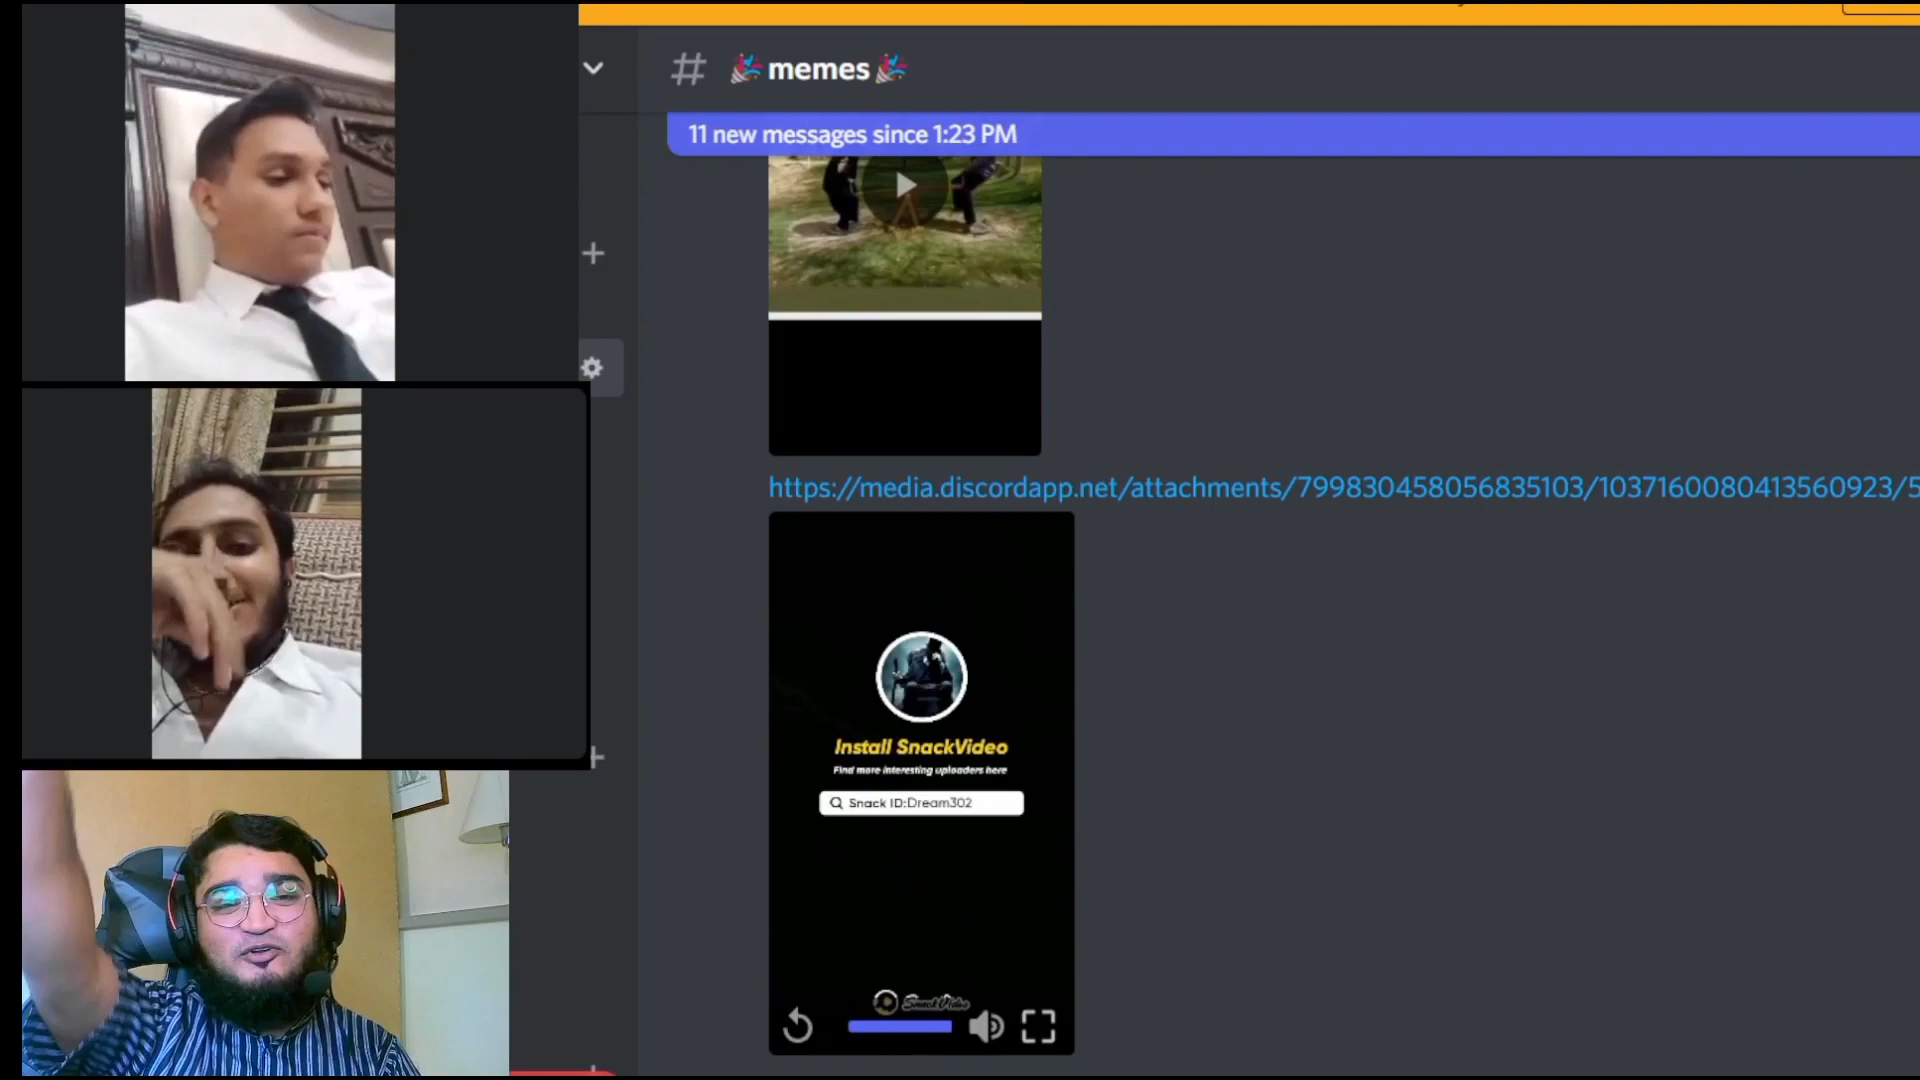 # memes
11 new messages since 1:23 PM
https://media.discordapp.net/attachments/799830458056835103/1037160080413560923/5
Install SnackVideo
Find more interesting uploaders here
Snack ID:Dream302
SnackVideo